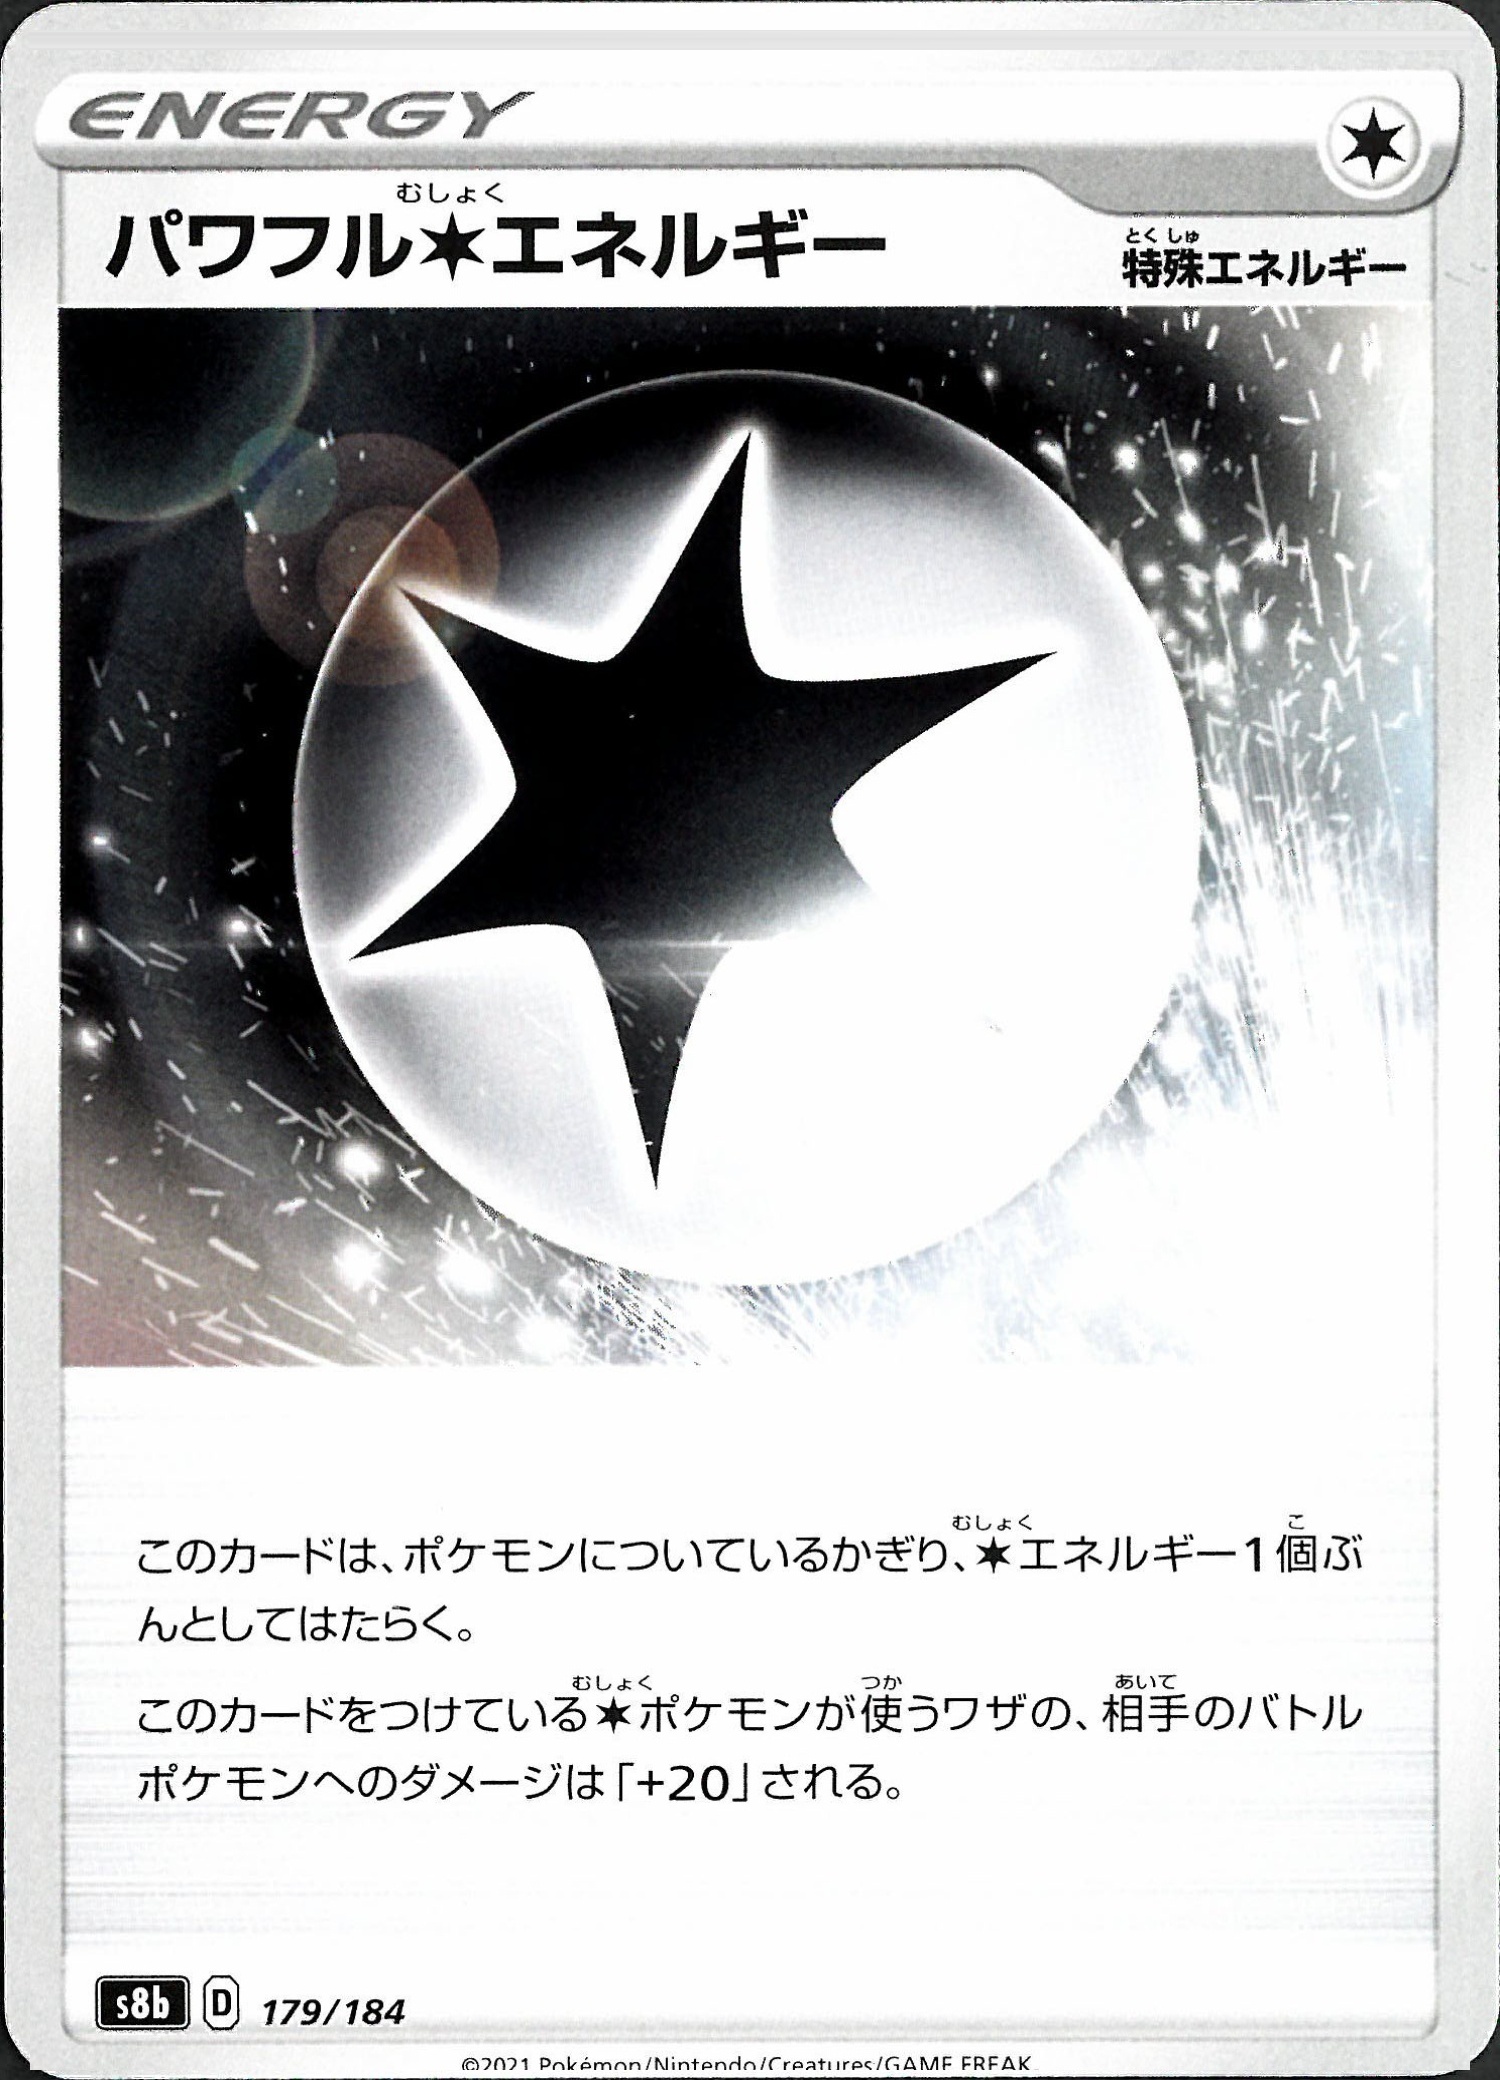 ENERGY
むしょく
パワフル✶エネルギー
とくしゅ
特殊エネルギー
むしょく こ
このカードは、ポケモンについているかぎり、✶エネルギー1個ぶ
んとしてはたらく。
むしょく つか あいて
このカードをつけている✶ポケモンが使うワザの、相手のバトル
ポケモンへのダメージは「+20」される。
s8b D 179/184
©2021 Pokémon/Nintendo/Creatures/GAME FREAK.